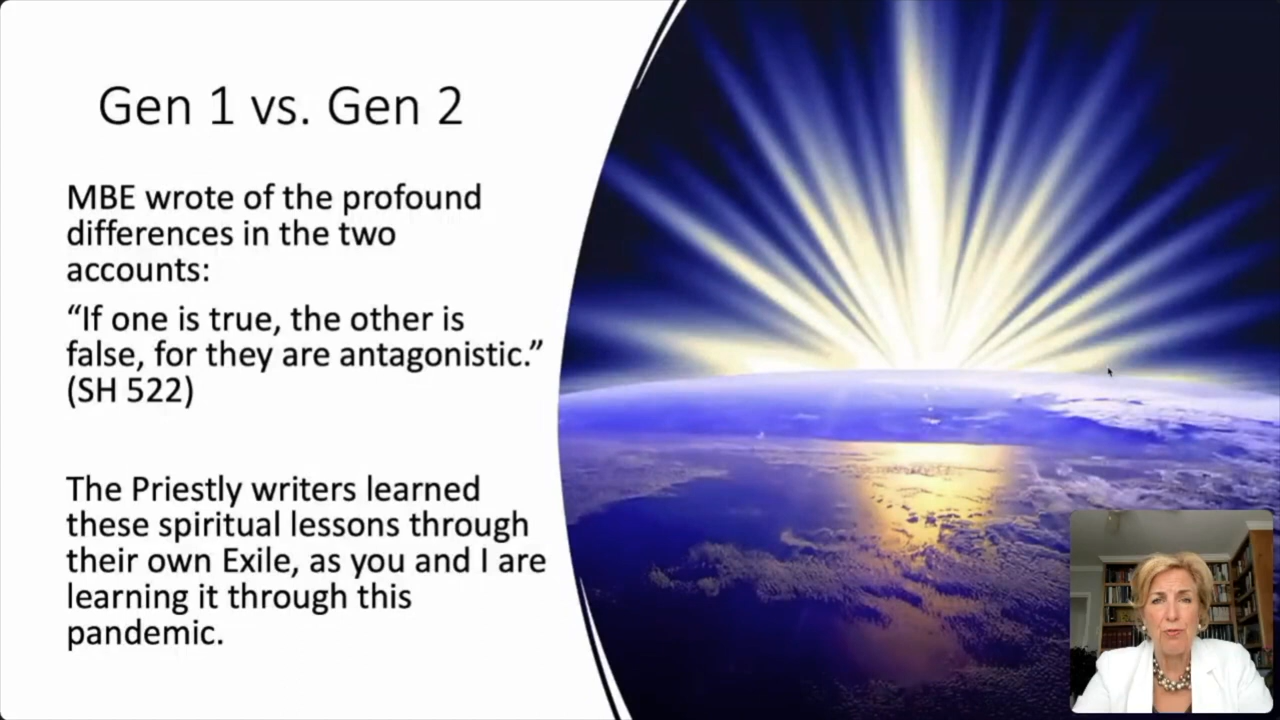 Gen 1 vs. Gen 2
MBE wrote of the profound
differences in the two
accounts:
“If one is true, the other is
false, for they are antagonistic.”
(SH 522)
The Priestly writers learned
these spiritual lessons through
their own Exile, as you and I are
learning it through this
pandemic.